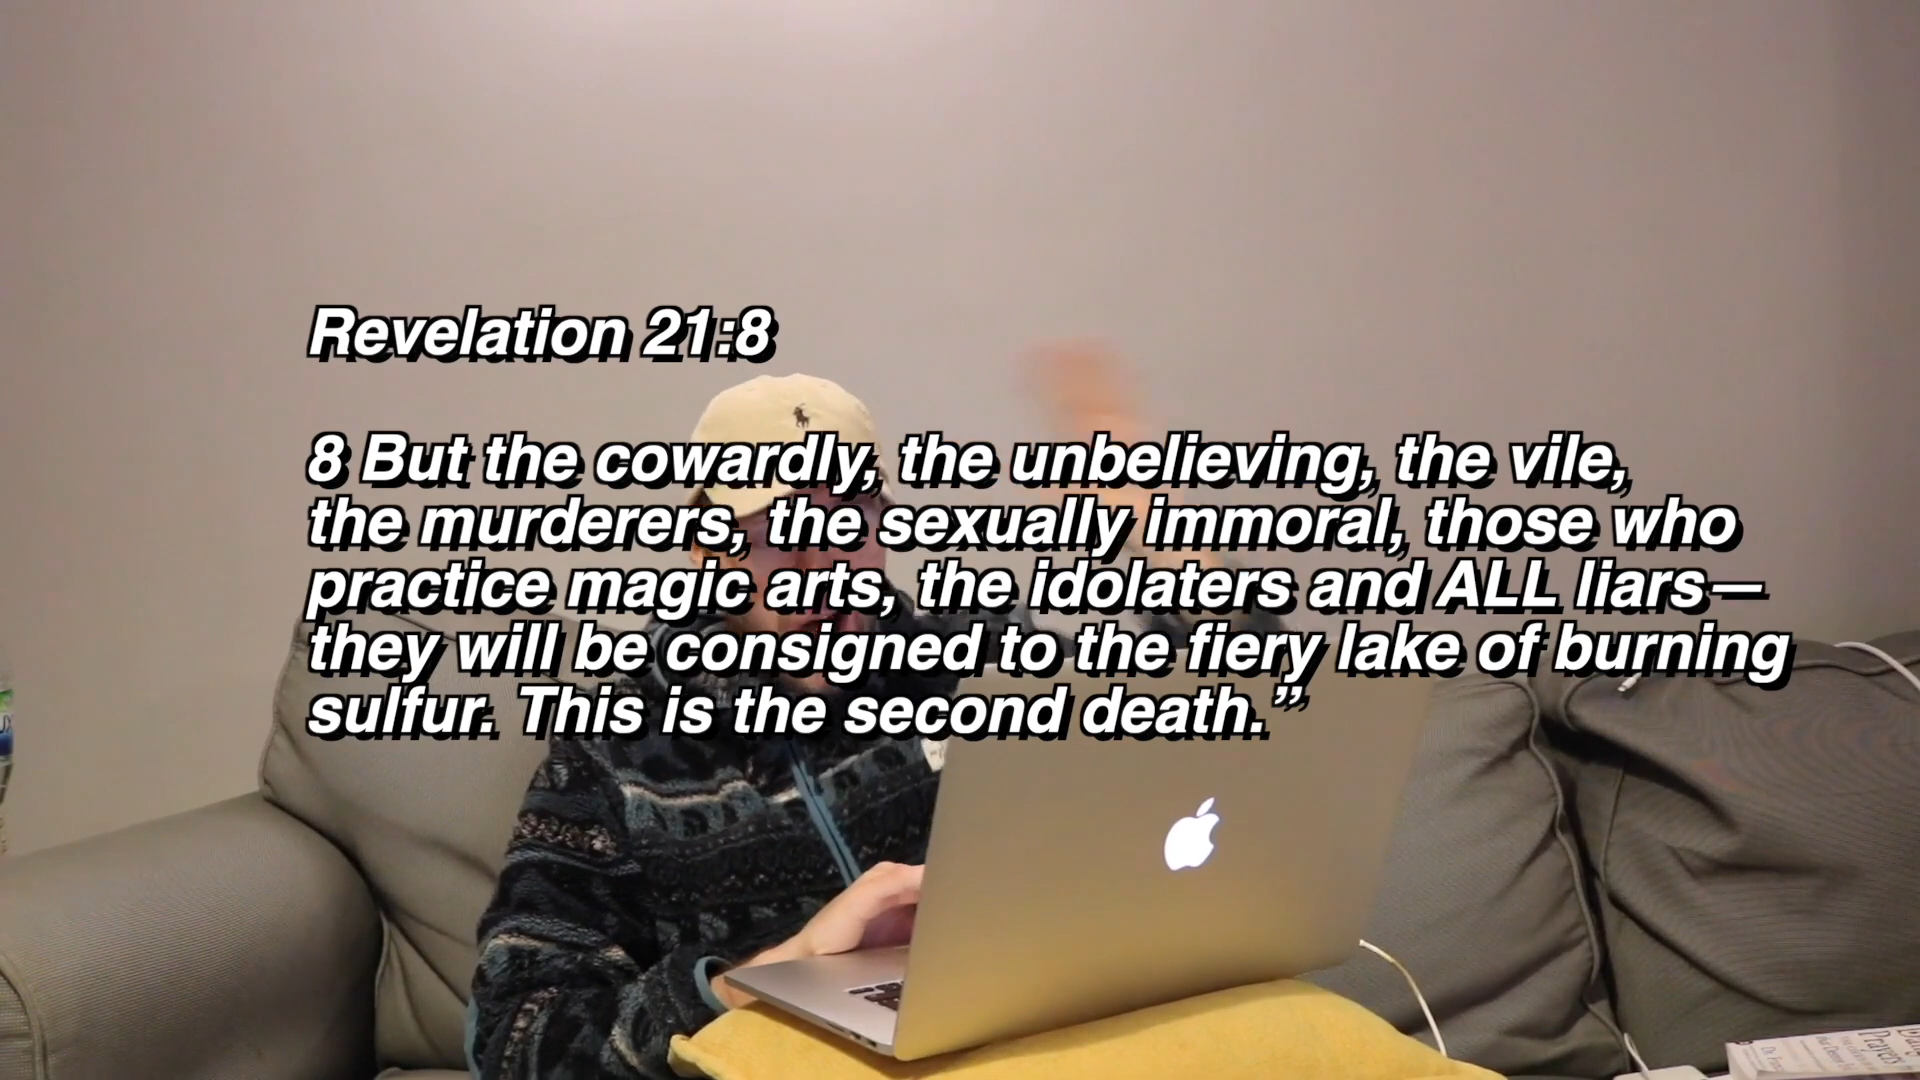 Revelation 21:8
8 But the cowardly, the unbelieving, the vile,
the murderers, the sexually immoral, those who
practice magic arts, the idolaters and ALL liars—
they will be consigned to the fiery lake of burning
sulfur. This is the second death.”
Prayers